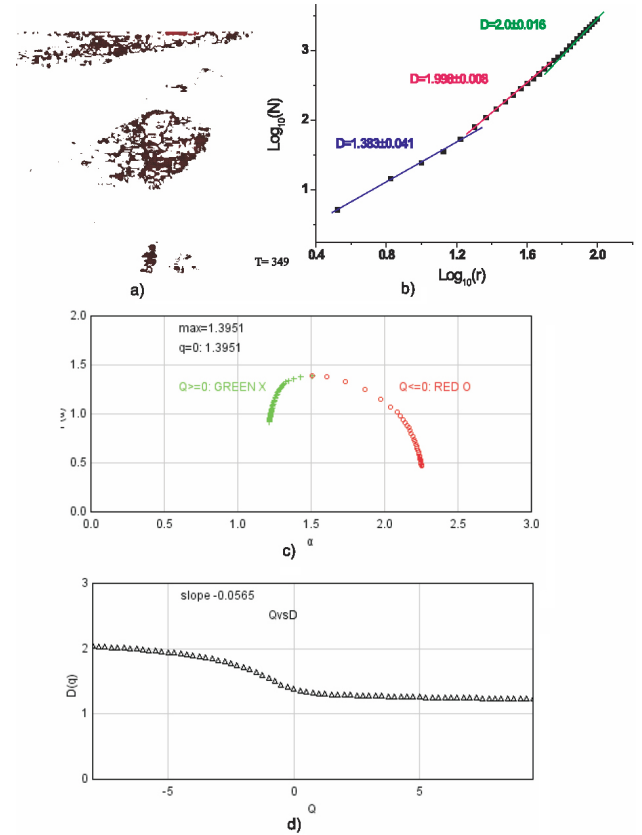 T= 349
a)
D=2.0±0.016
D=1.998±0.008
D=1.383±0.041
Log10(N)
3
2
1
0.4 0.8 1.2 1.6 2.0
Log10(r)
b)
2.0
1.5
1.0
0.5
0.0
max=1.3951
q=0: 1.3951
Q>=0: GREEN X
Q<=0: RED O
0.0 0.5 1.0 1.5 2.0 2.5 3.0
α
c)
3
2
1
0
slope -0.0565
QvsD
D(q)
-5 0 5
Q
d)